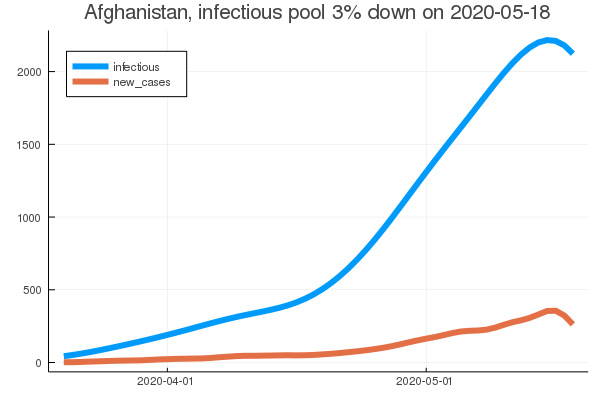 Afghanistan, infectious pool 3% down on 2020-05-18
infectious
new_cases
2000
1500
1000
500
0
2020-04-01
2020-05-01